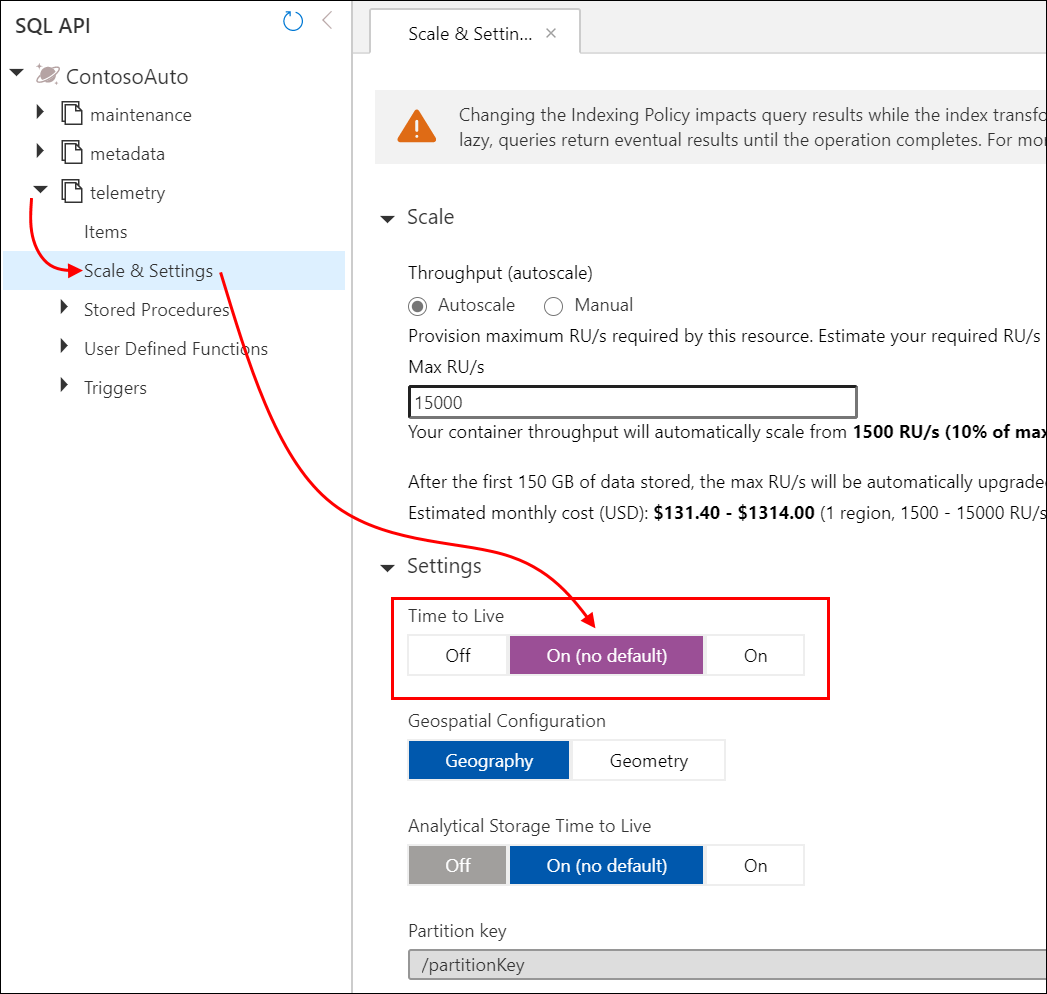 SQL API
ContosoAuto
maintenance
metadata
telemetry
Items
Scale & Settings
Stored Procedures
User Defined Functions
Triggers
Scale & Settin...
Changing the Indexing Policy impacts query results while the index transfo
lazy, queries return eventual results until the operation completes. For mor
Scale
Throughput (autoscale)
Autoscale Manual
Provision maximum RU/s required by this resource. Estimate your required RU/s
Max RU/s
15000
Your container throughput will automatically scale from 1500 RU/s (10% of max
After the first 150 GB of data stored, the max RU/s will be automatically upgraded
Estimated monthly cost (USD): $131.40 - $1314.00 (1 region, 1500 - 15000 RU/s
Settings
Time to Live
Off On (no default) On
Geospatial Configuration
Geography Geometry
Analytical Storage Time to Live
Off On (no default) On
Partition key
/partitionKey